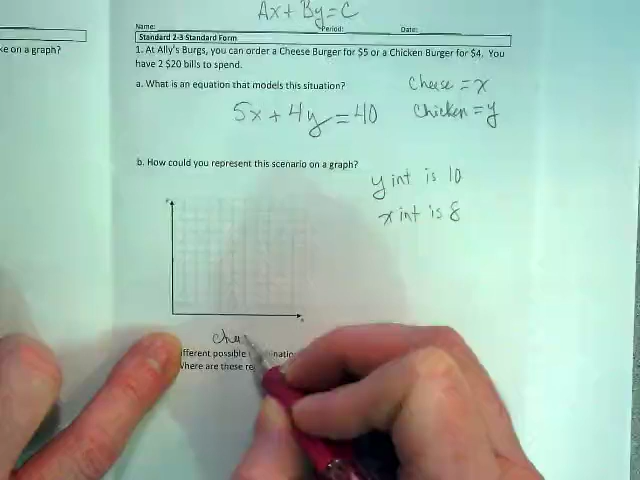 Ax + By = C
Name: Period: Date:
Standard 2-3 Standard Form
ke on a graph?
1. At Ally's Burgs, you can order a Cheese Burger for $5 or a Chicken Burger for $4. You
have 2 $20 bills to spend.
a. What is an equation that models this situation?
cheese = x
chicken = y
5x + 4y = 40
b. How could you represent this scenario on a graph?
y int is 10
x int is 8
che
ifferent possible
Where are these re